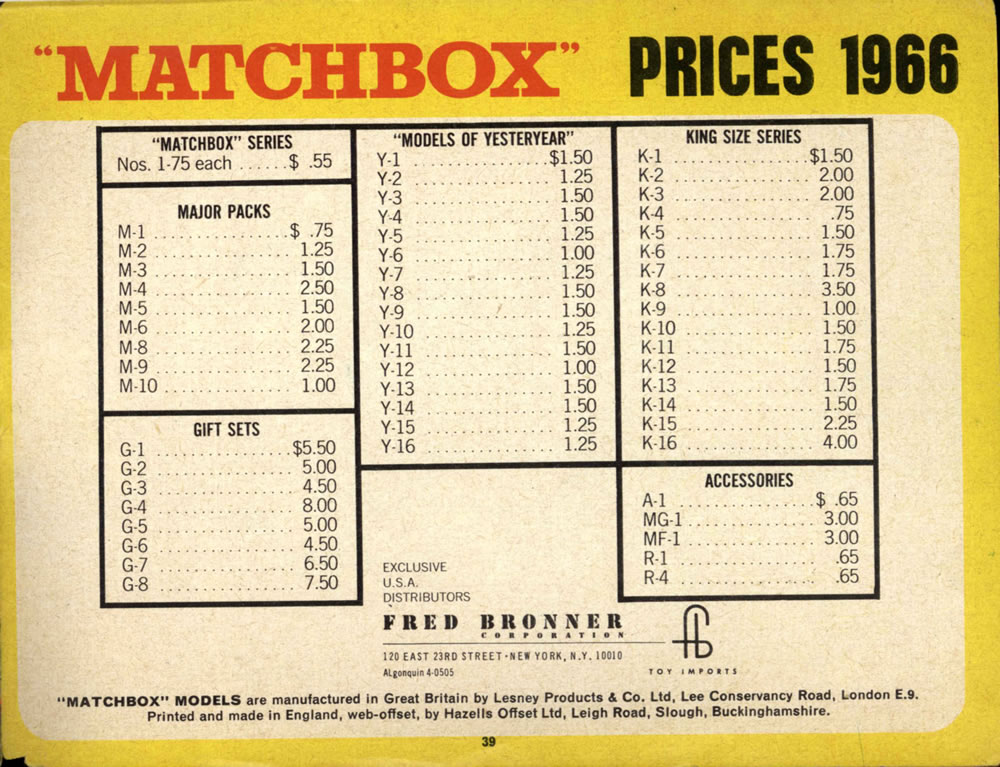 "MATCHBOX" PRICES 1966
"MATCHBOX" SERIES
Nos. 1-75 each ......$ .55
MAJOR PACKS
M-1 ................$ .75
M-2 ................ 1.25
M-3 ................ 1.50
M-4 ................ 2.50
M-5 ................ 1.50
M-6 ................ 2.00
M-8 ................ 2.25
M-9 ................ 2.25
M-10 ............... 1.00
GIFT SETS
G-1 ................$5.50
G-2 ................ 5.00
G-3 ................ 4.50
G-4 ................ 8.00
G-5 ................ 5.00
G-6 ................ 4.50
G-7 ................ 6.50
G-8 ................ 7.50
"MODELS OF YESTERYEAR"
Y-1 ................$1.50
Y-2 ................ 1.25
Y-3 ................ 1.50
Y-4 ................ 1.50
Y-5 ................ 1.25
Y-6 ................ 1.00
Y-7 ................ 1.25
Y-8 ................ 1.50
Y-9 ................ 1.50
Y-10 ............... 1.25
Y-11 ............... 1.50
Y-12 ............... 1.00
Y-13 ............... 1.50
Y-14 ............... 1.50
Y-15 ............... 1.25
Y-16 ............... 1.25
KING SIZE SERIES
K-1 ................$1.50
K-2 ................ 2.00
K-3 ................ 2.00
K-4 ................ .75
K-5 ................ 1.50
K-6 ................ 1.75
K-7 ................ 1.75
K-8 ................ 3.50
K-9 ................ 1.00
K-10 ............... 1.50
K-11 ............... 1.75
K-12 ............... 1.50
K-13 ............... 1.75
K-14 ............... 1.50
K-15 ............... 2.25
K-16 ............... 4.00
ACCESSORIES
A-1 ................$ .65
MG-1 ............... 3.00
MF-1 ............... 3.00
R-1 ................ .65
R-4 ................ .65
EXCLUSIVE
U.S.A.
DISTRIBUTORS
FRED BRONNER
CORPORATION
120 EAST 23RD STREET·NEW YORK, N.Y. 10010
ALgonquin 4-0505
FB
TOY IMPORTS
"MATCHBOX" MODELS are manufactured in Great Britain by Lesney Products & Co. Ltd, Lee Conservancy Road, London E.9.
Printed and made in England, web-offset, by Hazells Offset Ltd, Leigh Road, Slough, Buckinghamshire.
39